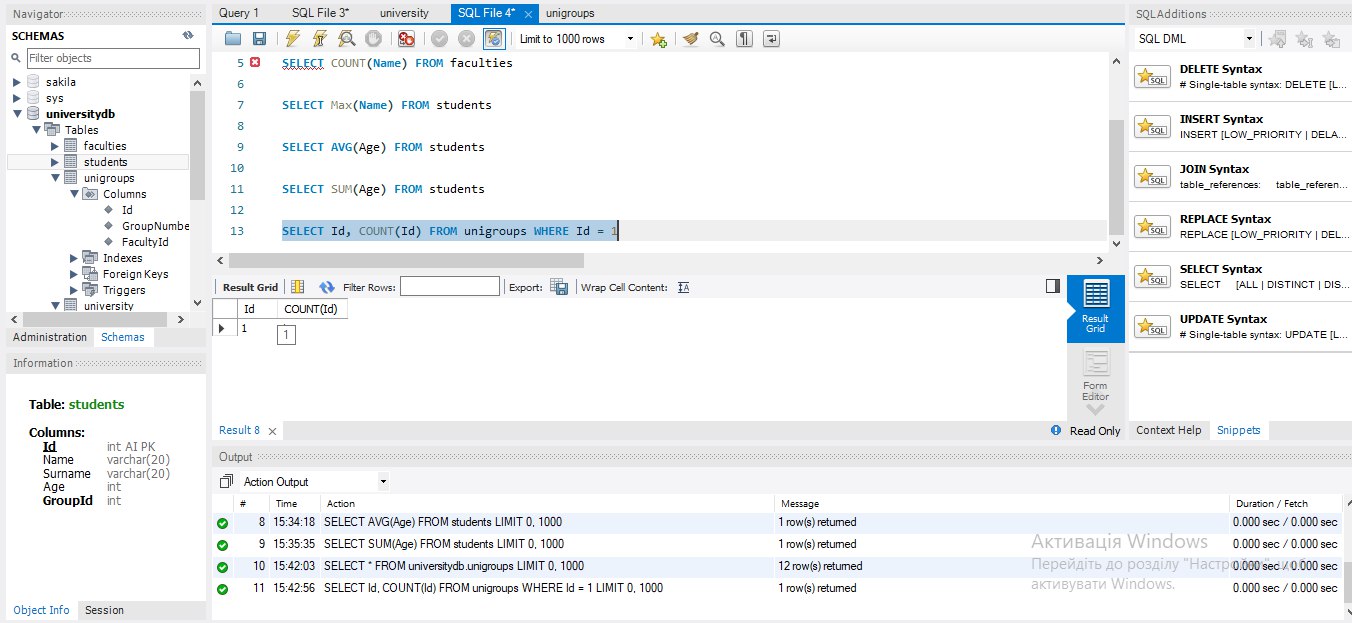 Navigator
SCHEMAS
Filter objects
sakila
sys
universitydb
Tables
faculties
students
unigroups
Columns
Id
GroupNumbe
FacultyId
Indexes
Foreign Keys
Triggers
university
Administration Schemas
Information
Table: students
Columns:
Id int AI PK
Name varchar(20)
Surname varchar(20)
Age int
GroupId int
Object Info Session
Query 1 SQL File 3* university SQL File 4* unigroups
Limit to 1000 rows
5 SELECT COUNT(Name) FROM faculties
6
7 SELECT Max(Name) FROM students
8
9 SELECT AVG(Age) FROM students
10
11 SELECT SUM(Age) FROM students
12
13 SELECT Id, COUNT(Id) FROM unigroups WHERE Id = 1
Result Grid Filter Rows: Export: Wrap Cell Content:
Id COUNT(Id)
1 1
Result Grid
Form Editor
Result 8
Read Only
Output
Action Output
# Time Action Message Duration / Fetch
8 15:34:18 SELECT AVG(Age) FROM students LIMIT 0, 1000 1 row(s) returned 0.000 sec / 0.000 sec
9 15:35:35 SELECT SUM(Age) FROM students LIMIT 0, 1000 1 row(s) returned 0.000 sec / 0.000 sec
10 15:42:03 SELECT * FROM universitydb.unigroups LIMIT 0, 1000 12 row(s) returned 0.000 sec / 0.000 sec
11 15:42:56 SELECT Id, COUNT(Id) FROM unigroups WHERE Id = 1 LIMIT 0, 1000 1 row(s) returned 0.000 sec / 0.000 sec
SQLAdditions
SQL DML
DELETE Syntax
# Single-table syntax: DELETE [L...
INSERT Syntax
INSERT [LOW_PRIORITY | DELA...
JOIN Syntax
table_references: table_referen...
REPLACE Syntax
REPLACE [LOW_PRIORITY | DEL...
SELECT Syntax
SELECT [ALL | DISTINCT | DIS...
UPDATE Syntax
# Single-table syntax: UPDATE [L...
Context Help Snippets
Активація Windows
Перейдіть до розділу "Настройки", щоб
активувати Windows.